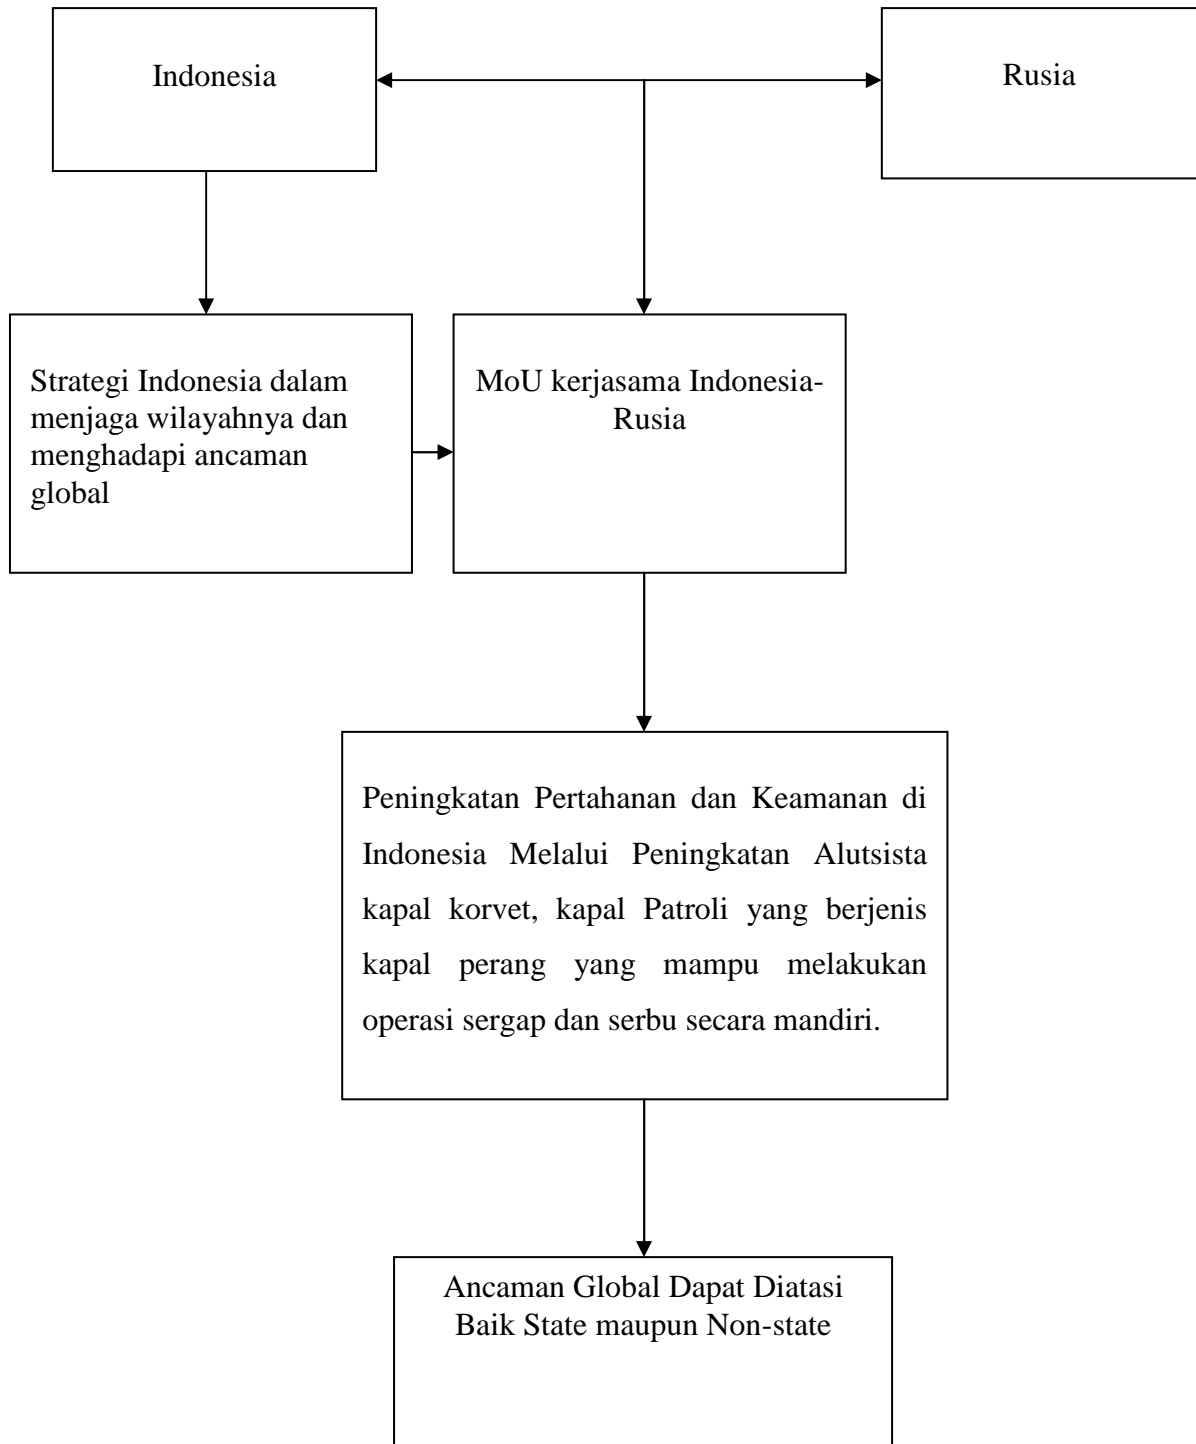 Indonesia
Rusia
Strategi Indonesia dalam
menjaga wilayahnya dan
menghadapi ancaman
global
MoU kerjasama Indonesia-
Rusia
Peningkatan Pertahanan dan Keamanan di
Indonesia Melalui Peningkatan Alutsista
kapal korvet, kapal Patroli yang berjenis
kapal perang yang mampu melakukan
operasi sergap dan serbu secara mandiri.
Ancaman Global Dapat Diatasi
Baik State maupun Non-state